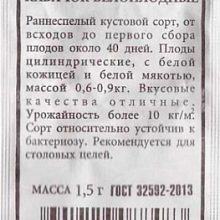 Раннеспелый кустовой сорт, от
всходов до первого сбора
плодов около 40 дней. Плоды
цилиндрические, с белой
кожицей и белой мякотью,
массой 0,6-0,9кг. Вкусовые
качества отличные.
Урожайность более 10 кг/м².
Сорт относительно устойчив к
бактериозу. Рекомендуется для
столовых целей.
МАССА 1,5 г ГОСТ 32592-2013